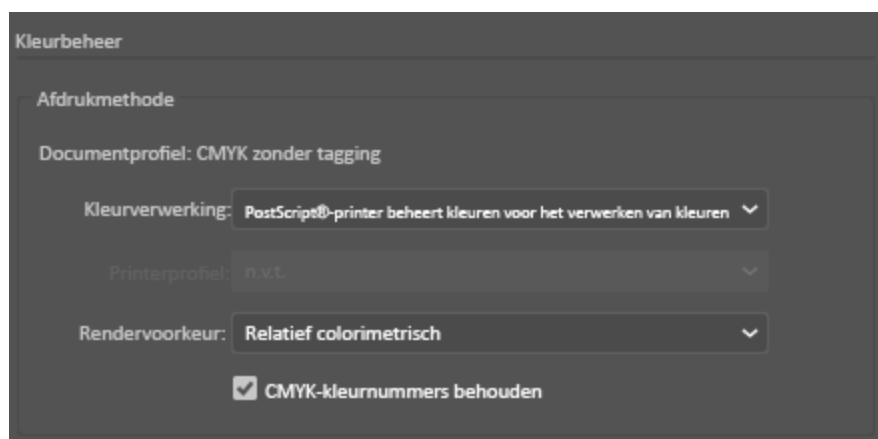 Kleurbeheer
Afdrukmethode
Documentprofiel: CMYK zonder tagging
Kleurverwerking: PostScript®-printer beheert kleuren voor het verwerken van kleuren
Printerprofiel: n.v.t.
Rendervoorkeur: Relatief colorimetrisch
CMYK-kleurnummers behouden